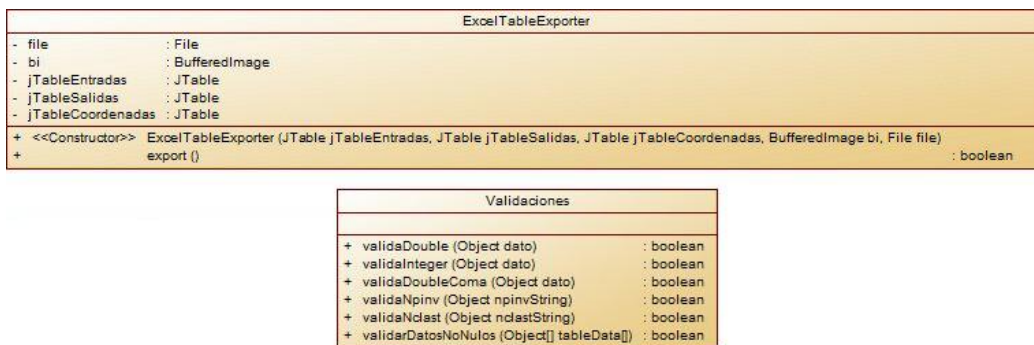 ExcelTableExporter
- file : File
- bi : BufferedImage
- jTableEntradas : JTable
- jTableSalidas : JTable
- jTableCoordenadas : JTable
+ <<Constructor>> ExcelTableExporter (JTable jTableEntradas, JTable jTableSalidas, JTable jTableCoordenadas, BufferedImage bi, File file)
+ export () : boolean
Validaciones
+ validaDouble (Object dato) : boolean
+ validaInteger (Object dato) : boolean
+ validaDoubleComa (Object dato) : boolean
+ validaNpinv (Object npinvString) : boolean
+ validaNclast (Object nclastString) : boolean
+ validarDatosNoNulos (Object[] tableData[]) : boolean